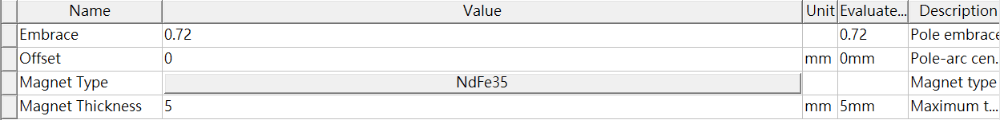 Name Value Unit Evaluate... Description
Embrace 0.72 0.72 Pole embrace
Offset 0 mm 0mm Pole-arc cen...
Magnet Type NdFe35 Magnet type
Magnet Thickness 5 mm 5mm Maximum t...